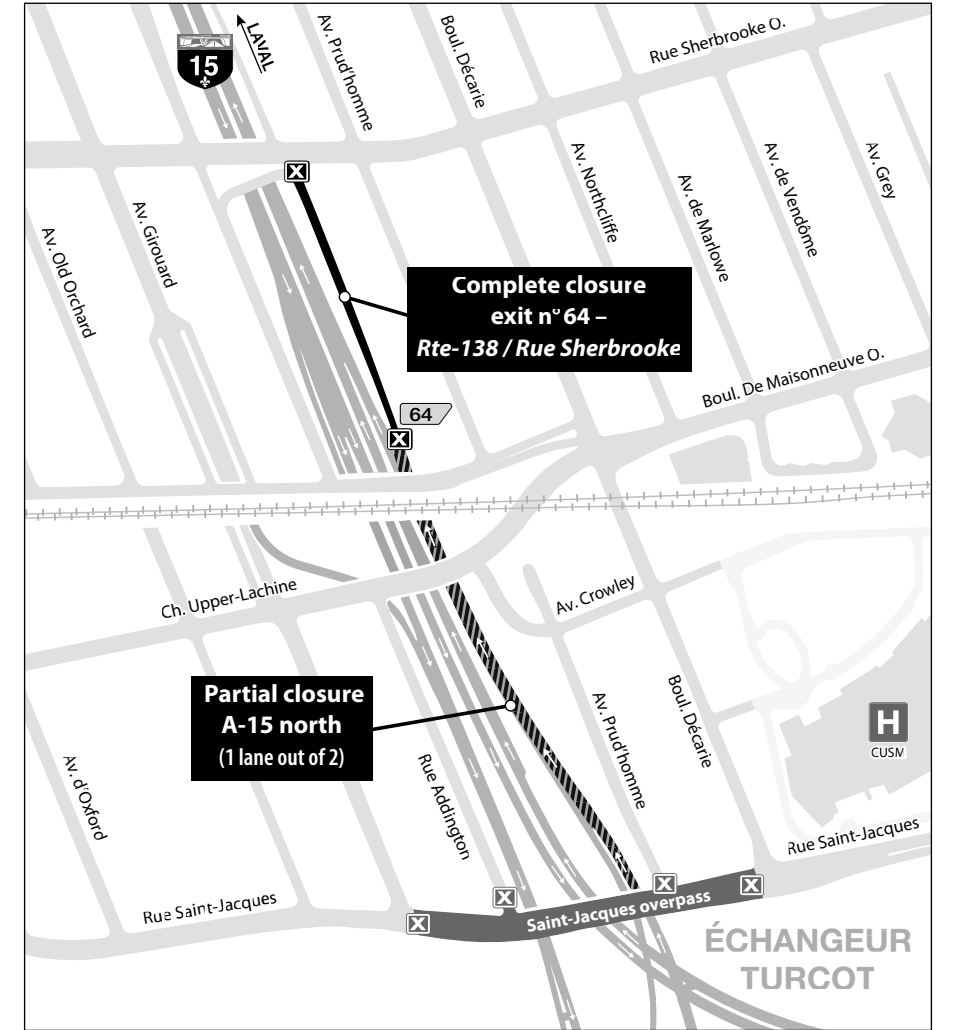 15
LAVAL
Av. Prud'homme
Boul. Décarie
Rue Sherbrooke O.
Av. Old Orchard
Av. Girouard
Av. Northcliffe
Av. de Marlowe
Av. de Vendôme
Av. Grey
Complete closure
exit n° 64 –
Rte-138 / Rue Sherbrooke
64
Boul. De Maisonneuve O.
Ch. Upper-Lachine
Av. Crowley
Partial closure
A-15 north
(1 lane out of 2)
Av. d'Oxford
Rue Addington
Av. Prud'homme
Boul. Décarie
H
CUSM
Rue Saint-Jacques
Rue Saint-Jacques
Saint-Jacques overpass
ÉCHANGEUR
TURCOT